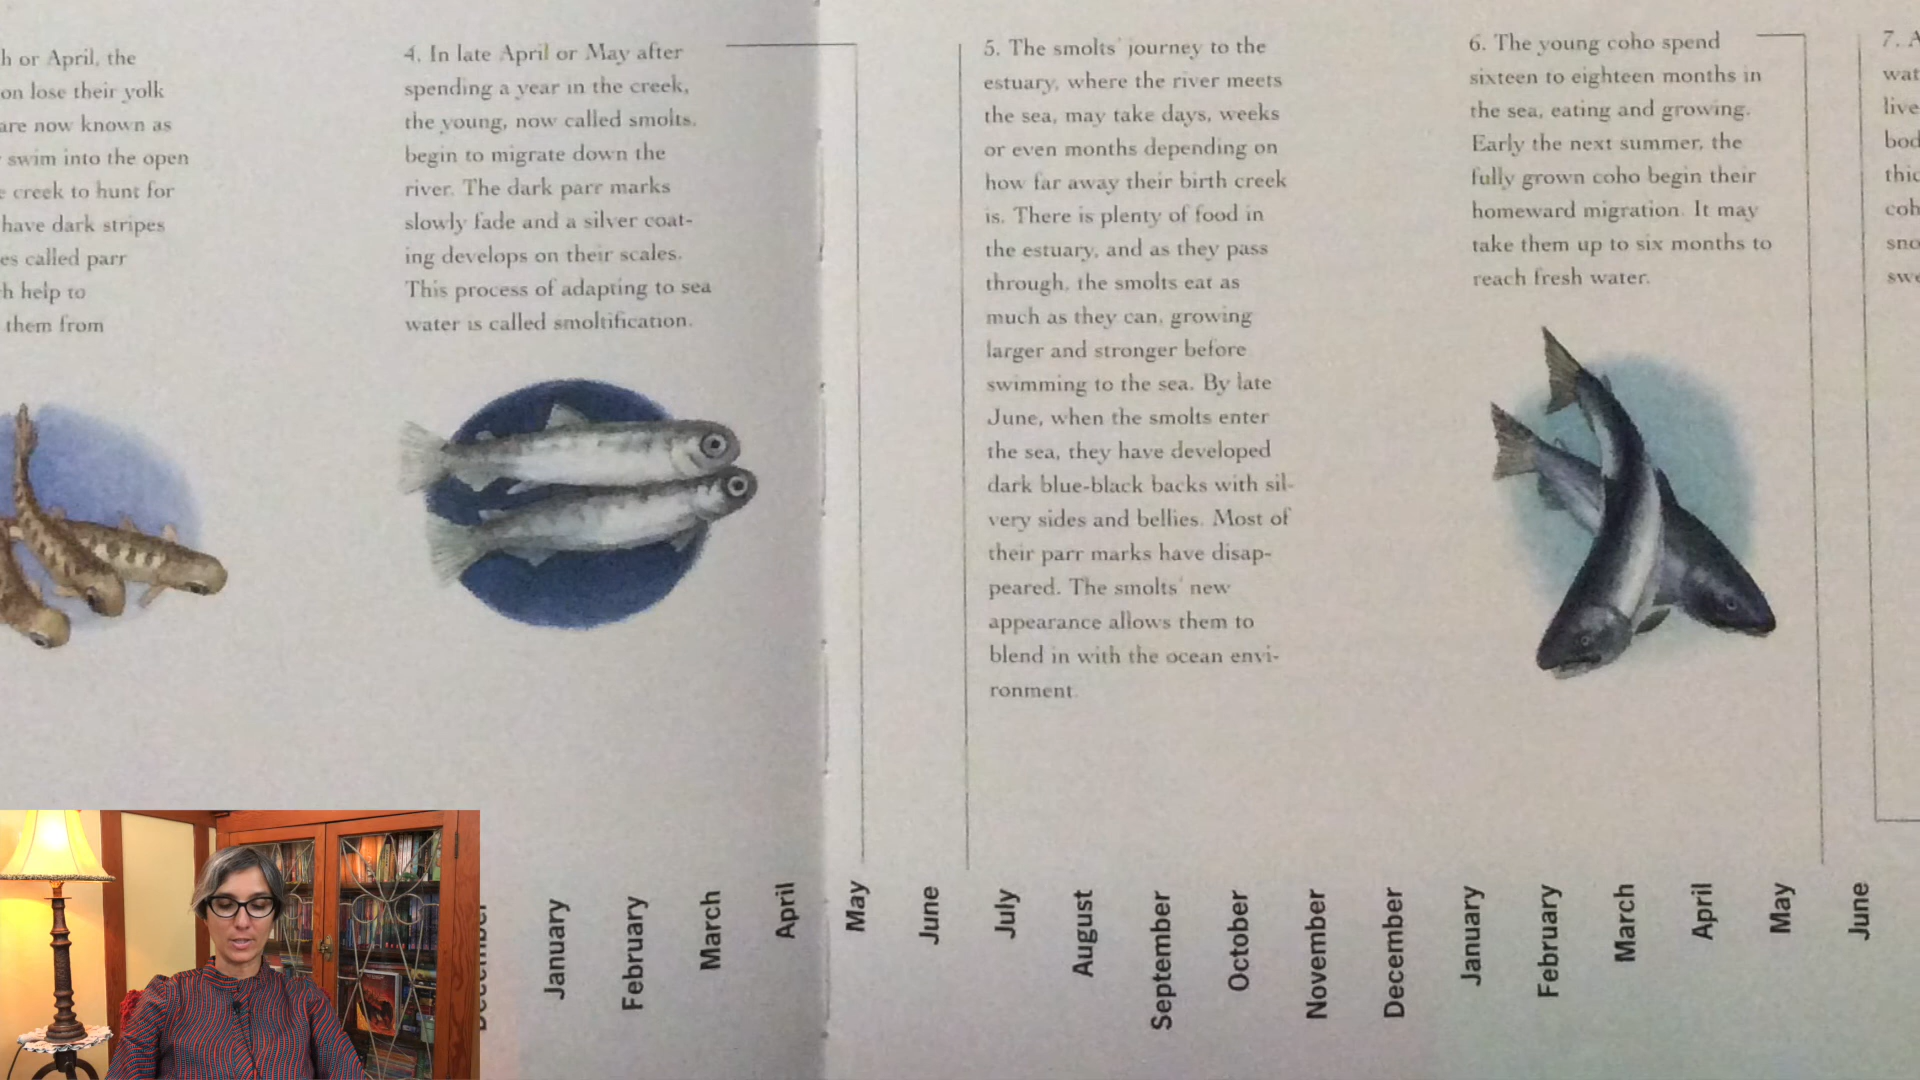 h or April, the
on lose their yolk
are now known as
swim into the open
creek to hunt for
have dark stripes
es called parr
h help to
them from
4. In late April or May after
spending a year in the creek,
the young, now called smolts,
begin to migrate down the
river. The dark parr marks
slowly fade and a silver coat-
ing develops on their scales.
This process of adapting to sea
water is called smoltification.
5. The smolts' journey to the
estuary, where the river meets
the sea, may take days, weeks
or even months depending on
how far away their birth creek
is. There is plenty of food in
the estuary, and as they pass
through, the smolts eat as
much as they can, growing
larger and stronger before
swimming to the sea. By late
June, when the smolts enter
the sea, they have developed
dark blue-black backs with sil-
very sides and bellies. Most of
their parr marks have disap-
peared. The smolts' new
appearance allows them to
blend in with the ocean envi-
ronment.
6. The young coho spend
sixteen to eighteen months in
the sea, eating and growing.
Early the next summer, the
fully grown coho begin their
homeward migration. It may
take them up to six months to
reach fresh water.
7. A
wat
live
bod
thic
coh
sno
swe
December
January
February
March
April
May
June
July
August
September
October
November
December
January
February
March
April
May
June